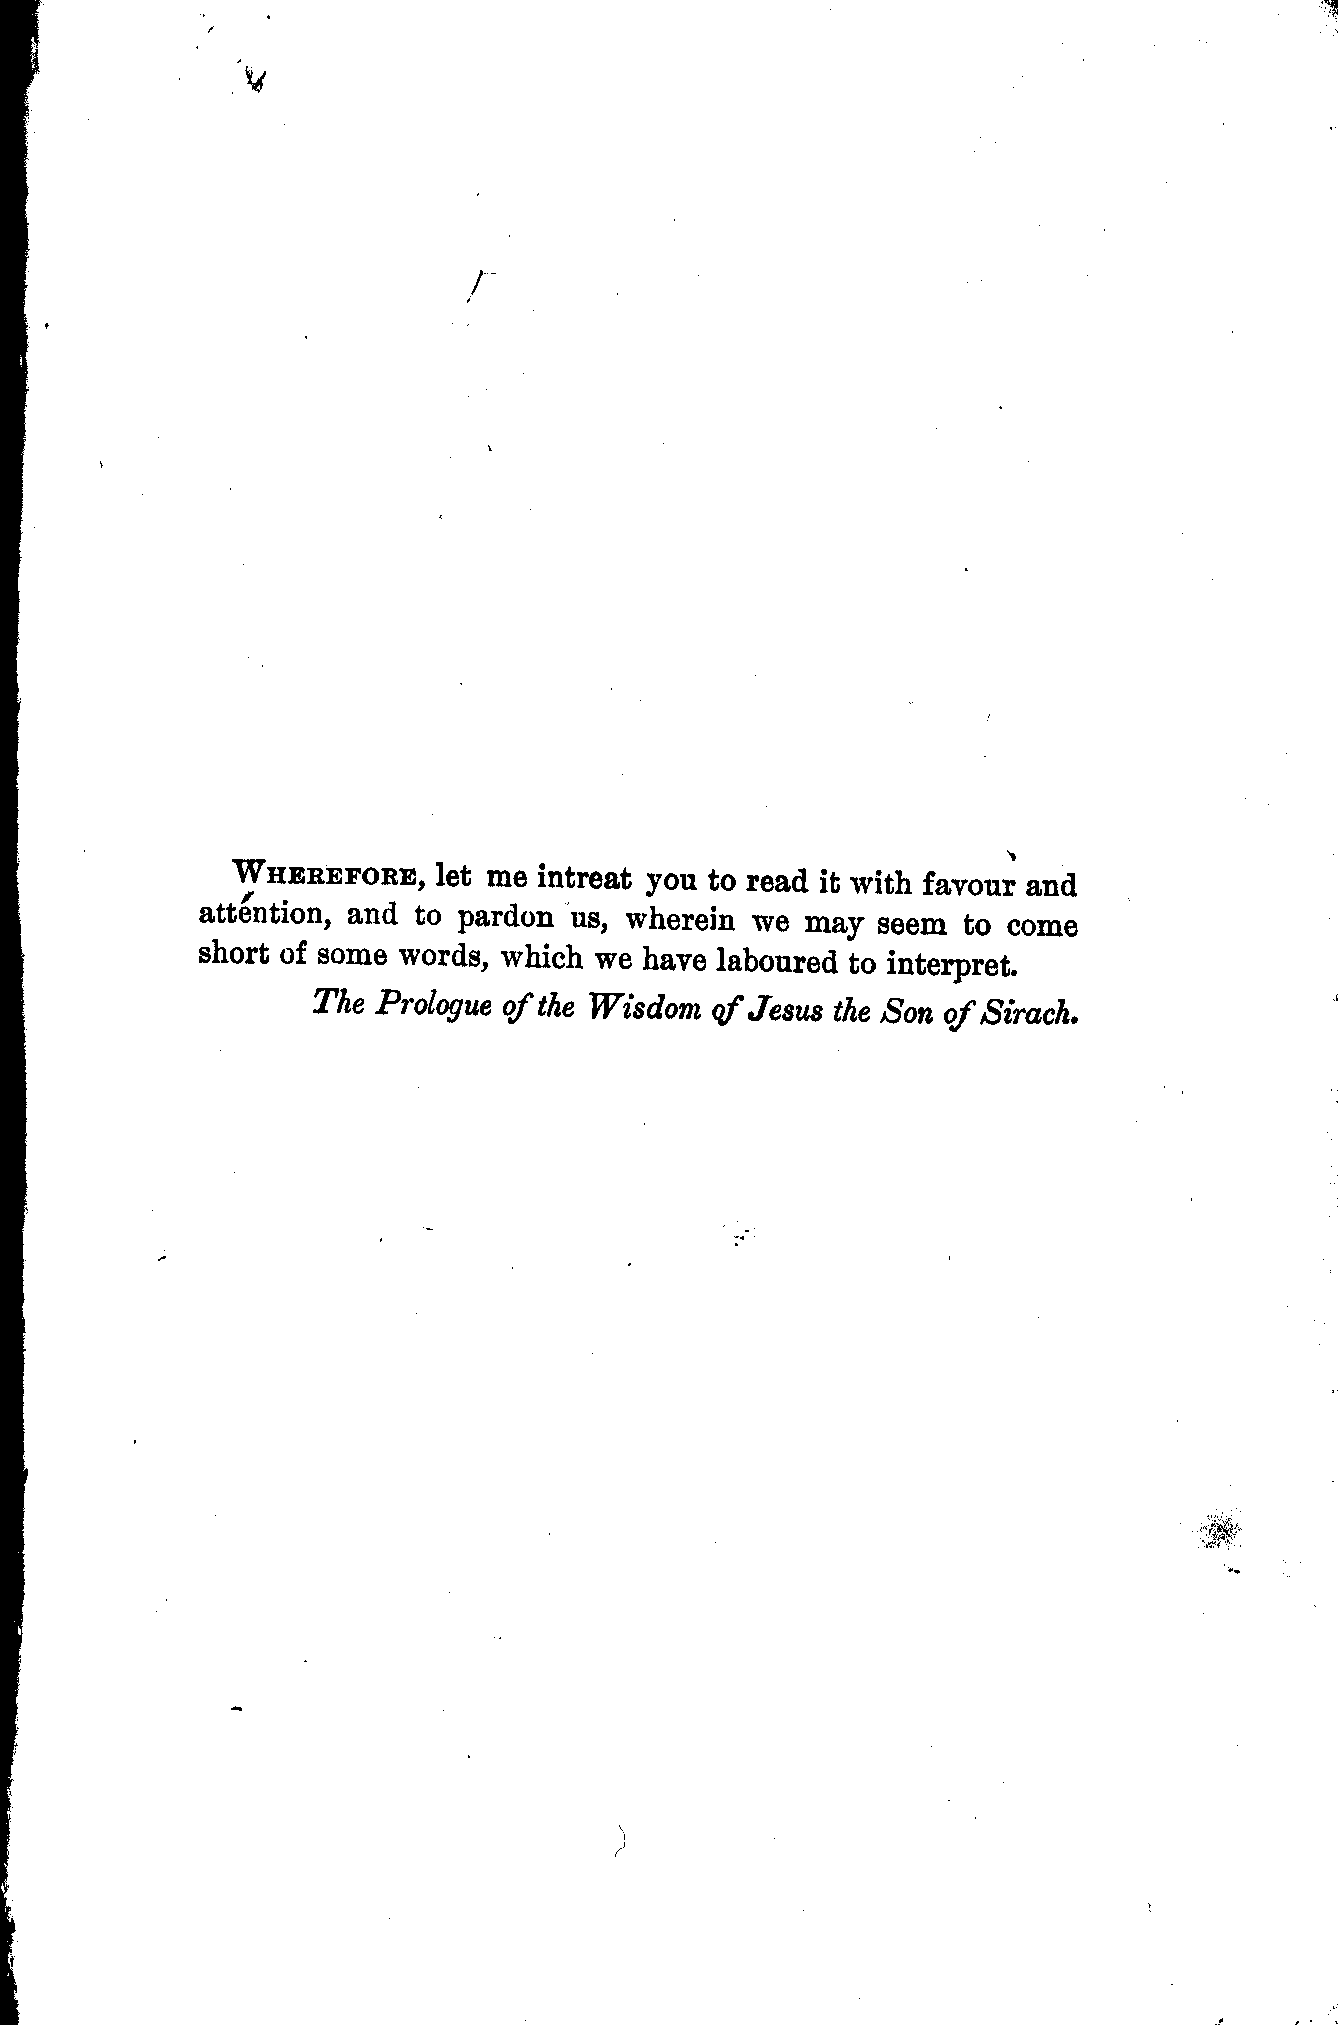 WHEREFORE, let me intreat you to read it with favour and
attention, and to pardon us, wherein we may seem to come
short of some words, which we have laboured to interpret.
The Prologue of the Wisdom of Jesus the Son of Sirach.